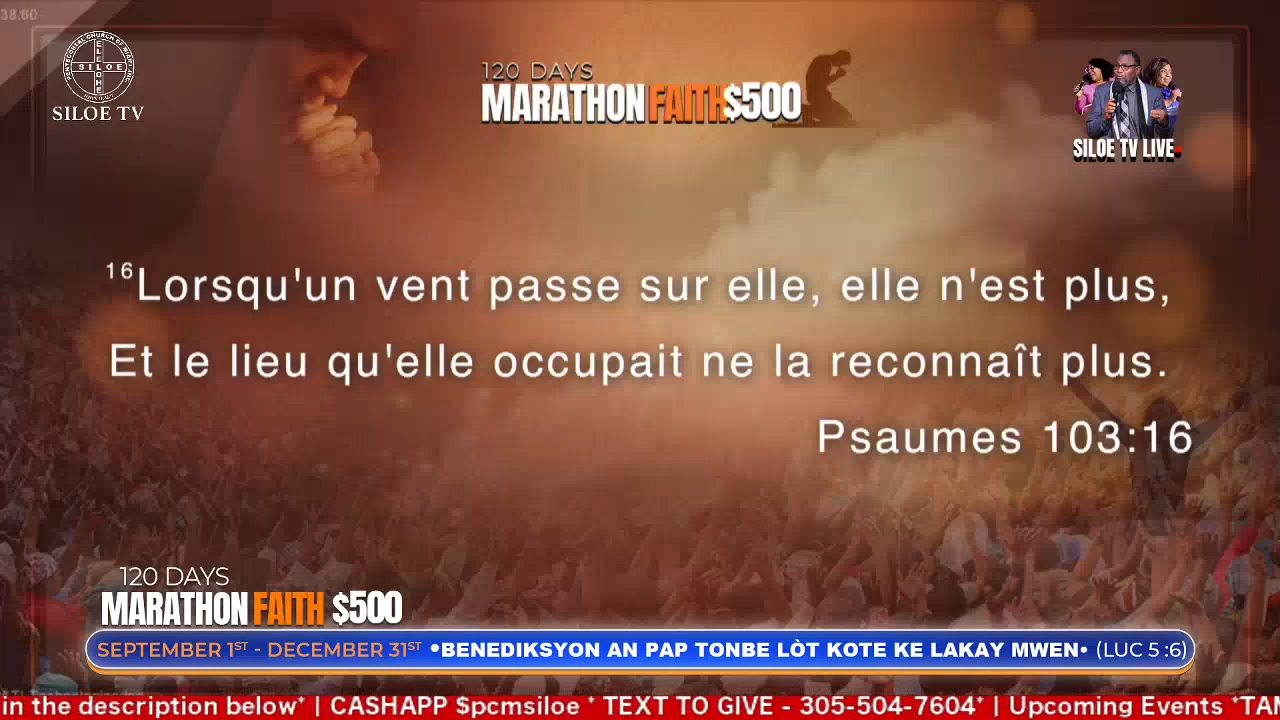 38.60
SILOE TV
120 DAYS
MARATHON FAITH $500
SILOE TV LIVE
¹⁶Lorsqu'un vent passe sur elle, elle n'est plus,
Et le lieu qu'elle occupait ne la reconnaît plus.
Psaumes 103:16
120 DAYS
MARATHON FAITH $500
SEPTEMBER 1ST - DECEMBER 31ST •BENEDIKSYON AN PAP TONBE LÒT KOTE KE LAKAY MWEN• (LUC 5 :6)
in the description below* | CASHAPP $pcmsiloe * TEXT TO GIVE - 305-504-7604* | Upcoming Events *TAI